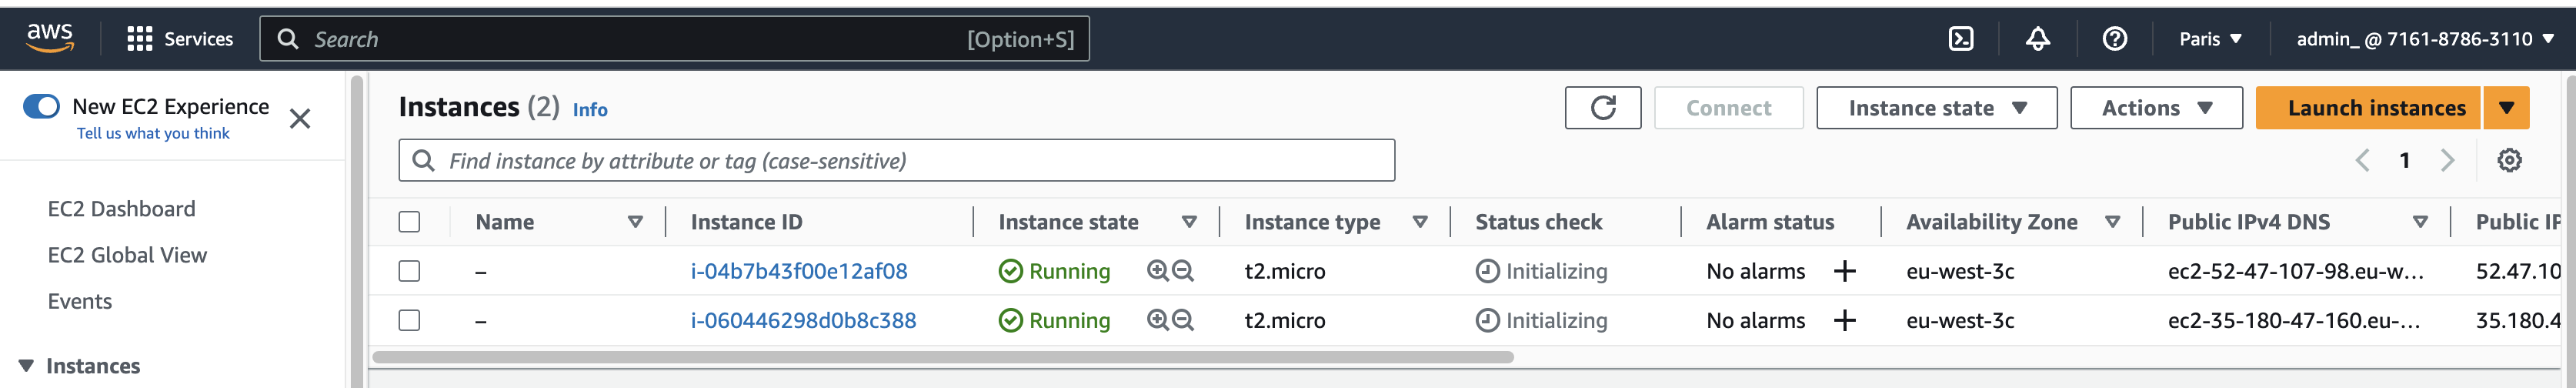 aws Services Search [Option+S] Paris admin_ @ 7161-8786-3110
New EC2 Experience
Tell us what you think
EC2 Dashboard
EC2 Global View
Events
Instances
Instances (2) Info Connect Instance state Actions Launch instances
Find instance by attribute or tag (case-sensitive) 1
Name Instance ID Instance state Instance type Status check Alarm status Availability Zone Public IPv4 DNS Public IP
– i-04b7b43f00e12af08 Running t2.micro Initializing No alarms + eu-west-3c ec2-52-47-107-98.eu-w... 52.47.10
– i-060446298d0b8c388 Running t2.micro Initializing No alarms + eu-west-3c ec2-35-180-47-160.eu-... 35.180.4